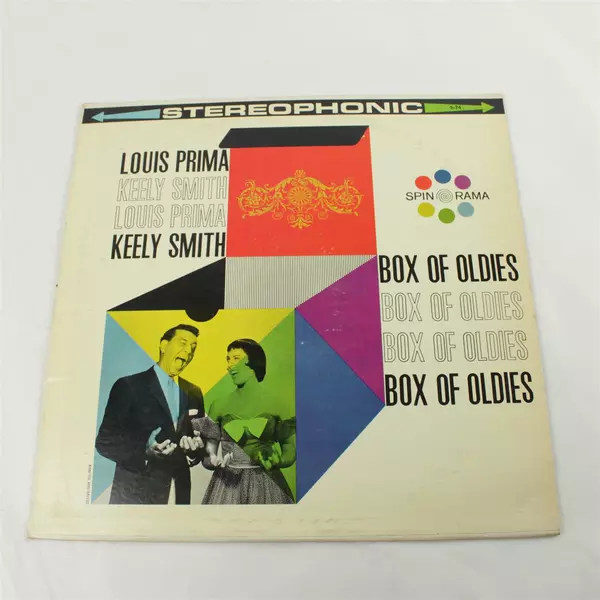 STEREOPHONIC
LOUIS PRIMA
KEELY SMITH
LOUIS PRIMA
KEELY SMITH
SPIN O RAMA
BOX OF OLDIES
BOX OF OLDIES
BOX OF OLDIES
BOX OF OLDIES